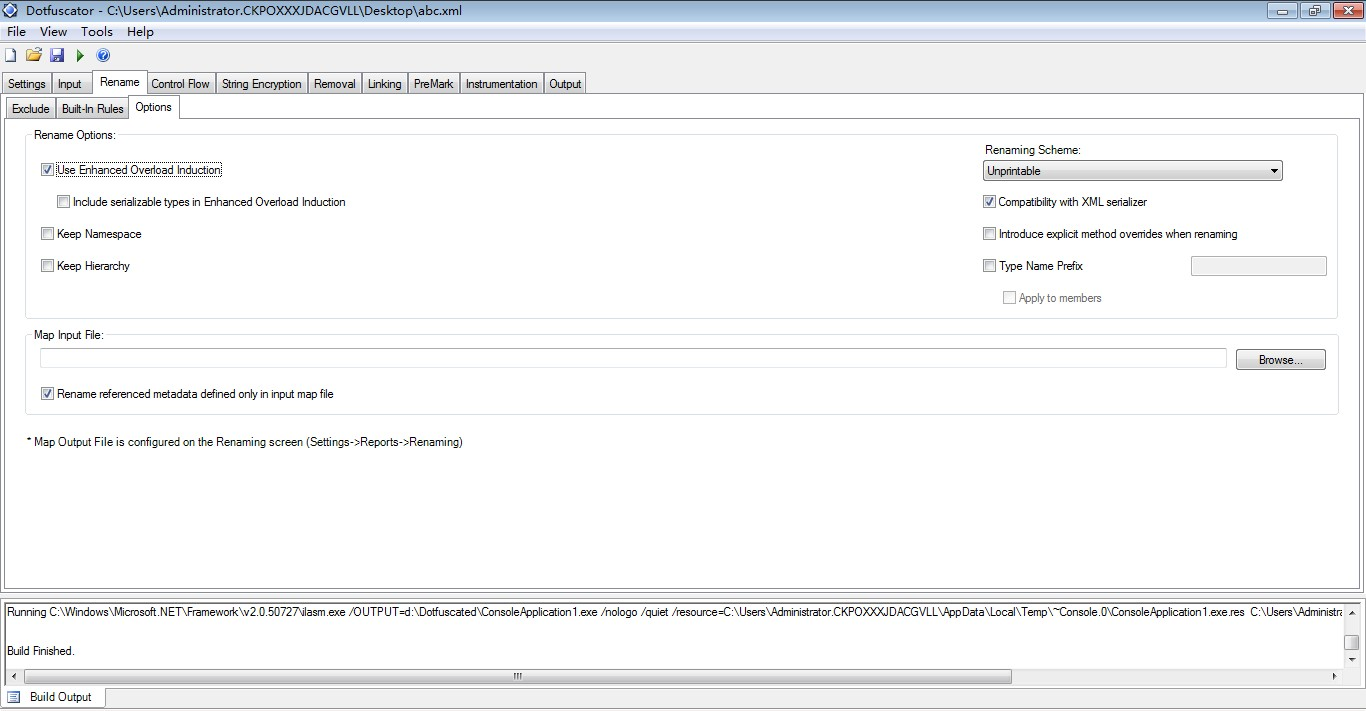 Dotfuscator - C:\Users\Administrator.CKPOXXXJDACGVLL\Desktop\abc.xml
File View Tools Help
Settings Input Rename Control Flow String Encryption Removal Linking PreMark Instrumentation Output
Exclude Built-In Rules Options
Rename Options:
Renaming Scheme:
Use Enhanced Overload Induction
Unprintable
Include serializable types in Enhanced Overload Induction
Compatibility with XML serializer
Keep Namespace
Introduce explicit method overrides when renaming
Keep Hierarchy
Type Name Prefix
Apply to members
Map Input File:
Browse...
Rename referenced metadata defined only in input map file
* Map Output File is configured on the Renaming screen (Settings->Reports->Renaming)
Running C:\Windows\Microsoft.NET\Framework\v2.0.50727\ilasm.exe /OUTPUT=d:\Dotfuscated\ConsoleApplication1.exe /nologo /quiet /resource=C:\Users\Administrator.CKPOXXXJDACGVLL\AppData\Local\Temp\~Console.0\ConsoleApplication1.exe.res C:\Users\Administra
Build Finished.
Build Output